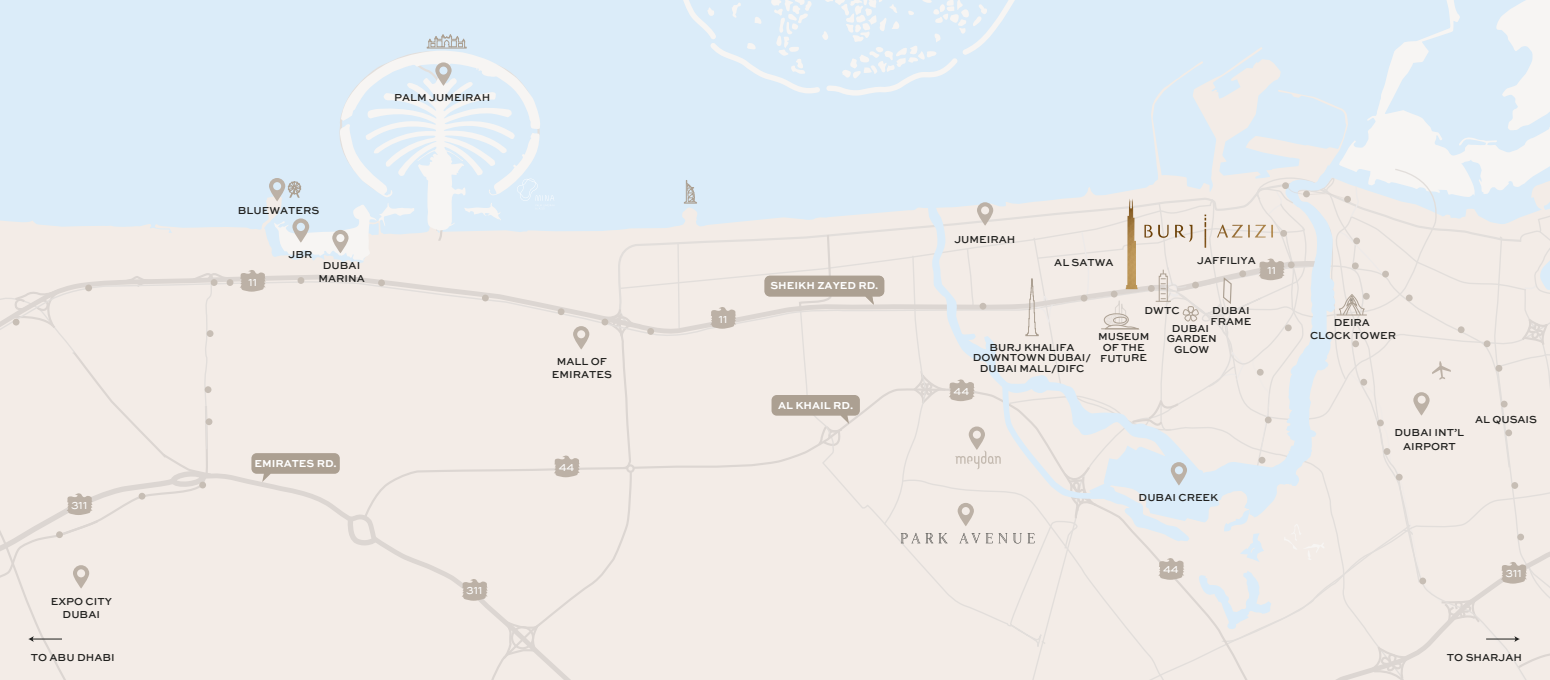 PALM JUMEIRAH
BLUEWATERS
JBR
DUBAI
MARINA
11
JUMEIRAH
BURJ AZIZI
AL SATWA
JAFFILIYA
11
SHEIKH ZAYED RD.
11
DWTC
DUBAI
FRAME
DUBAI
GARDEN
GLOW
MUSEUM
OF THE
FUTURE
BURJ KHALIFA
DOWNTOWN DUBAI/
DUBAI MALL/DIFC
DEIRA
CLOCK TOWER
MALL OF
EMIRATES
44
AL KHAIL RD.
AL QUSAIS
DUBAI INT'L
AIRPORT
meydan
EMIRATES RD.
44
DUBAI CREEK
311
PARK AVENUE
44
311
311
EXPO CITY
DUBAI
TO ABU DHABI
TO SHARJAH